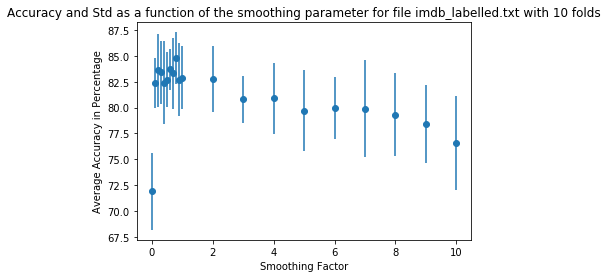 Accuracy and Std as a function of the smoothing parameter for file imdb_labelled.txt with 10 folds
87.5
85.0
82.5
80.0
77.5
75.0
72.5
70.0
67.5
Average Accuracy in Percentage
0 2 4 6 8 10
Smoothing Factor